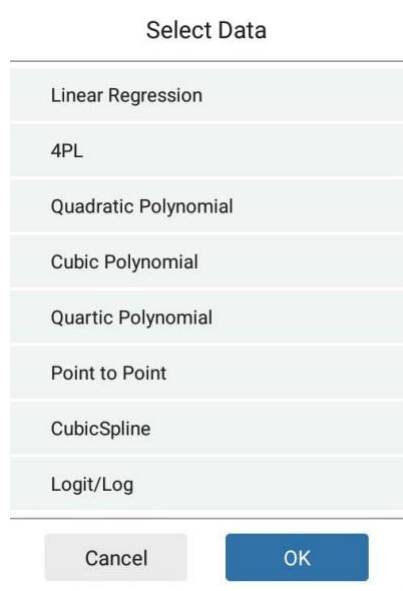 Select Data
Linear Regression
4PL
Quadratic Polynomial
Cubic Polynomial
Quartic Polynomial
Point to Point
CubicSpline
Logit/Log
Cancel OK